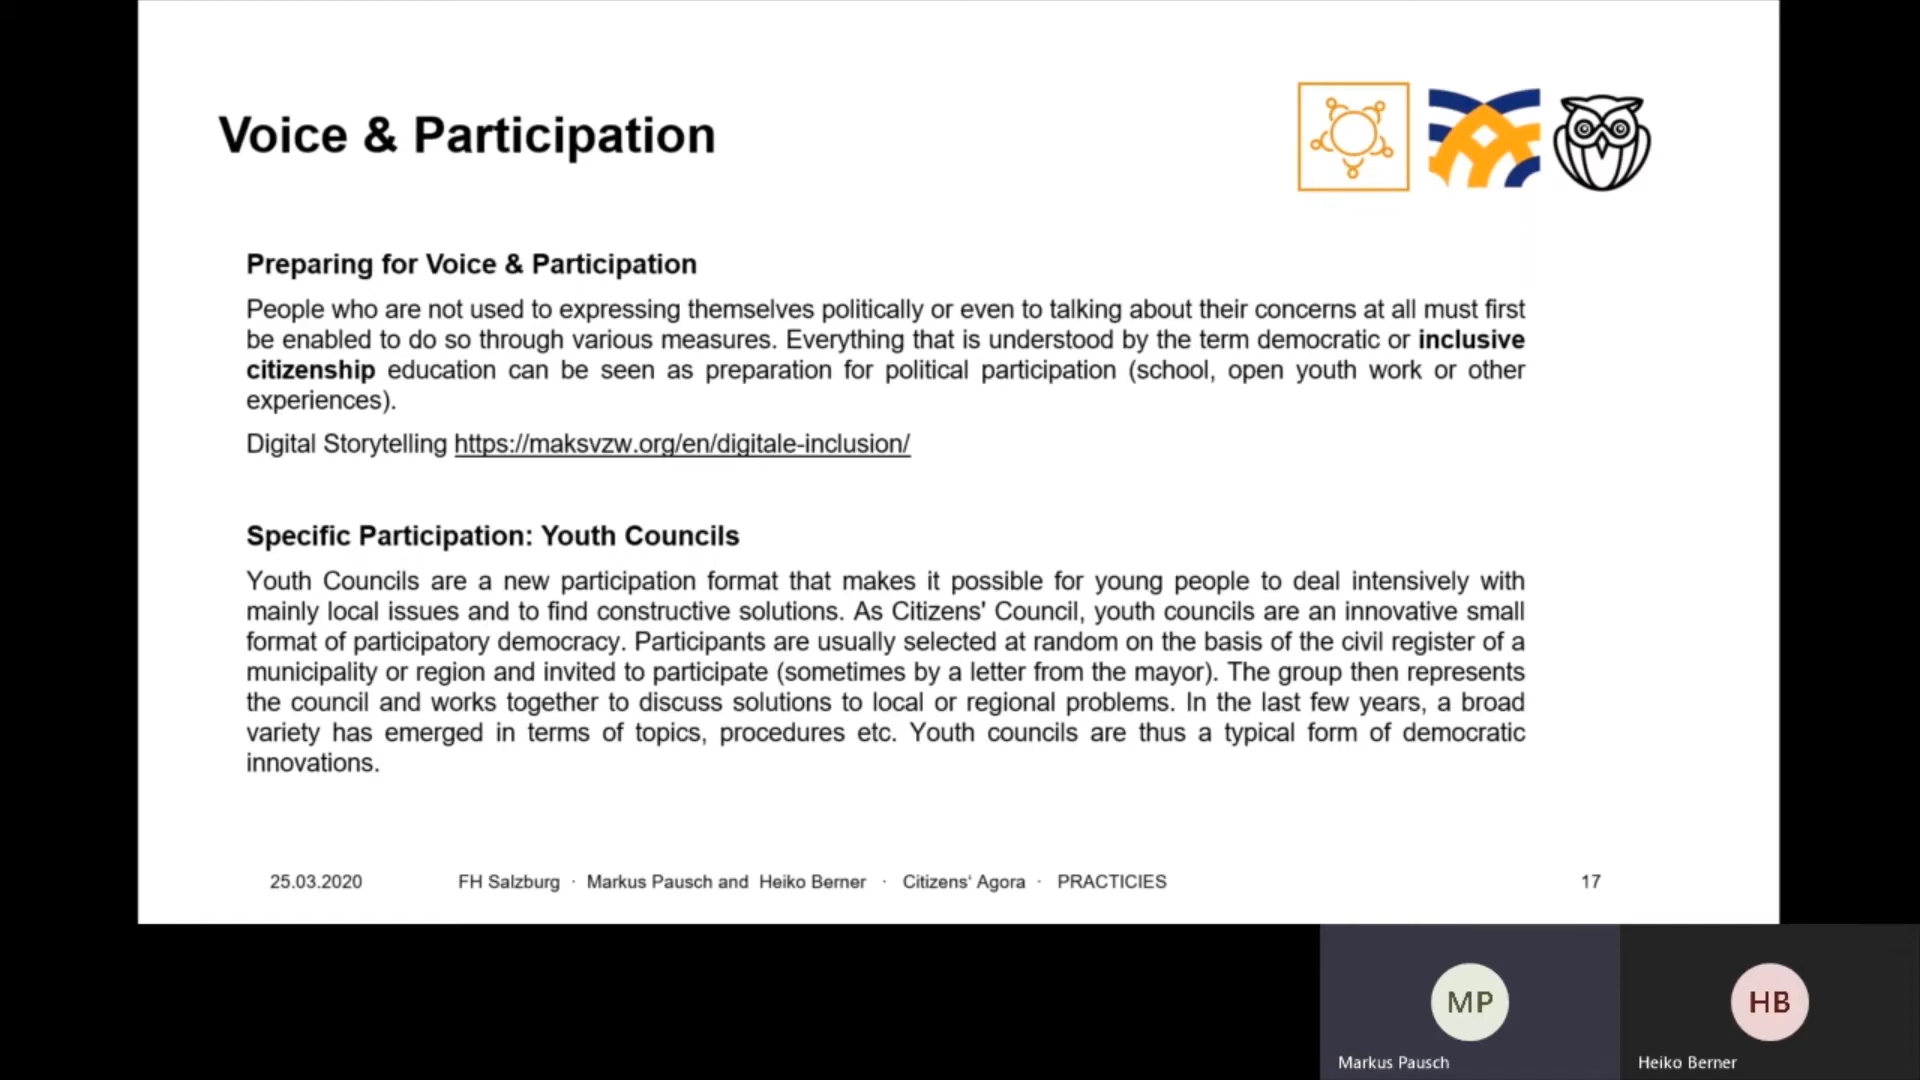 Voice & Participation
Preparing for Voice & Participation
People who are not used to expressing themselves politically or even to talking about their concerns at all must first
be enabled to do so through various measures. Everything that is understood by the term democratic or inclusive
citizenship education can be seen as preparation for political participation (school, open youth work or other
experiences).
Digital Storytelling https://maksvzw.org/en/digitale-inclusion/
Specific Participation: Youth Councils
Youth Councils are a new participation format that makes it possible for young people to deal intensively with
mainly local issues and to find constructive solutions. As Citizens' Council, youth councils are an innovative small
format of participatory democracy. Participants are usually selected at random on the basis of the civil register of a
municipality or region and invited to participate (sometimes by a letter from the mayor). The group then represents
the council and works together to discuss solutions to local or regional problems. In the last few years, a broad
variety has emerged in terms of topics, procedures etc. Youth councils are thus a typical form of democratic
innovations.
25.03.2020 FH Salzburg · Markus Pausch and Heiko Berner · Citizens' Agora · PRACTICIES 17
MP HB
Markus Pausch Heiko Berner